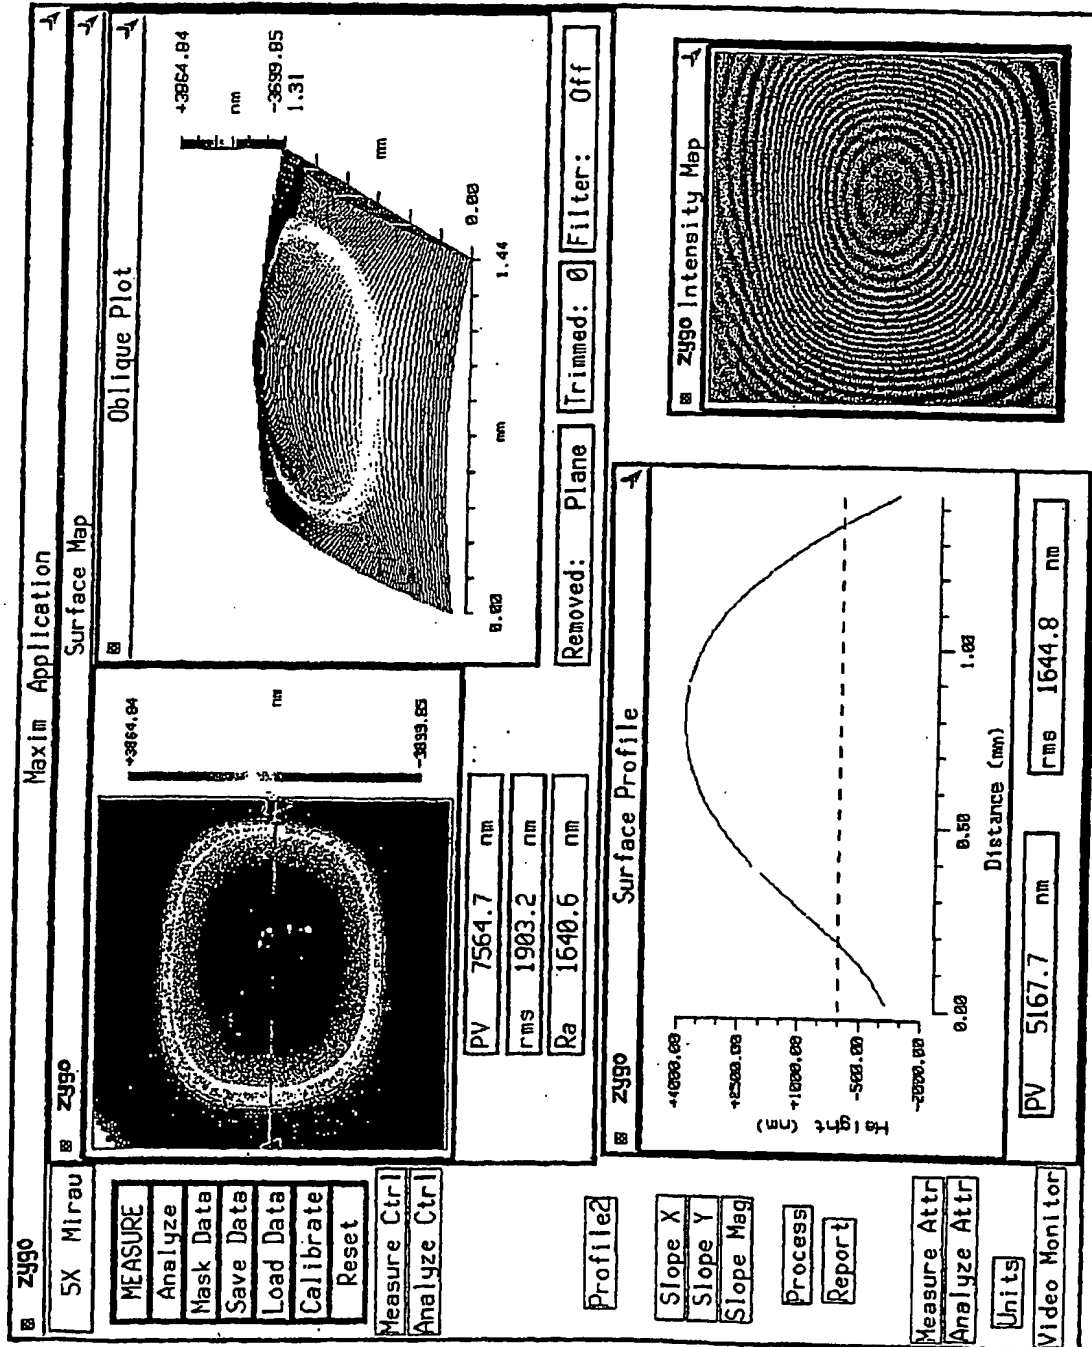 zygo
Maxim Application
5X Mirau
MEASURE
Analyze
Mask Data
Save Data
Load Data
Calibrate
Reset
Measure Ctrl
Analyze Ctrl
Profile2
Slope X
Slope Y
Slope Mag
Process
Report
Measure Attr
Analyze Attr
Units
Video Monitor
zygo
Surface Map
+3864.84
nm
-3699.85
PV 7564.7 nm
rms 1903.2 nm
Ra 1640.6 nm
Oblique Plot
+3864.84
nm
-3699.85
1.31
mm
0.00
1.44
mm
0.00
Removed: Plane
Trimmed: 0
Filter: Off
zygo
Surface Profile
+4000.00
+2500.00
+1000.00
-500.00
-2000.00
Height (nm)
0.00
0.50
1.00
Distance (mm)
PV 5167.7 nm
rms 1644.8 nm
zygo Intensity Map